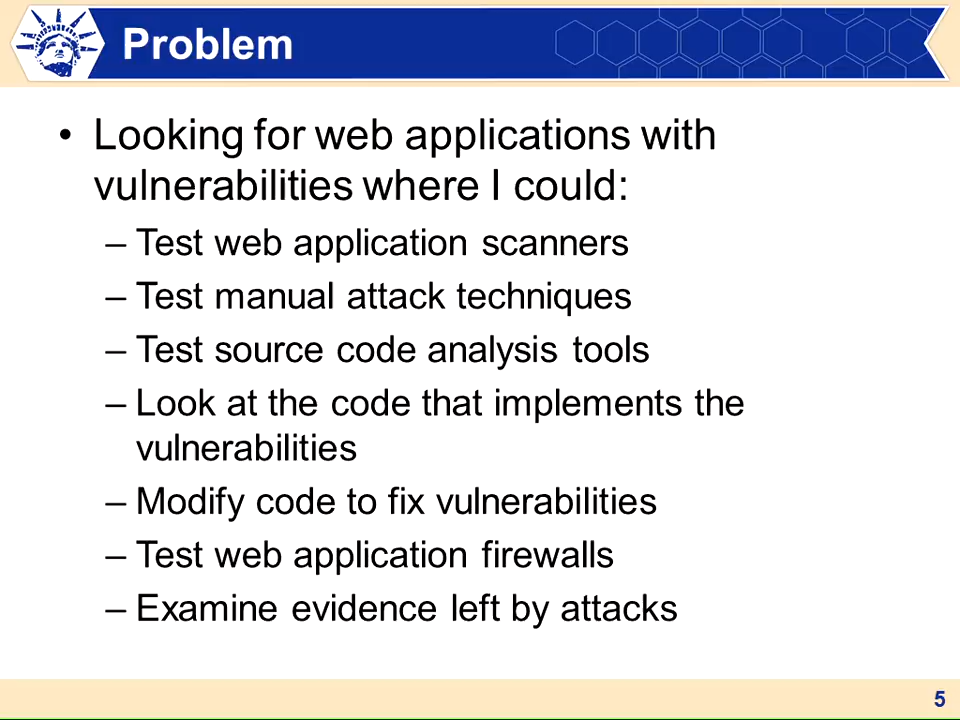 Problem
• Looking for web applications with
vulnerabilities where I could:
– Test web application scanners
– Test manual attack techniques
– Test source code analysis tools
– Look at the code that implements the
vulnerabilities
– Modify code to fix vulnerabilities
– Test web application firewalls
– Examine evidence left by attacks
5